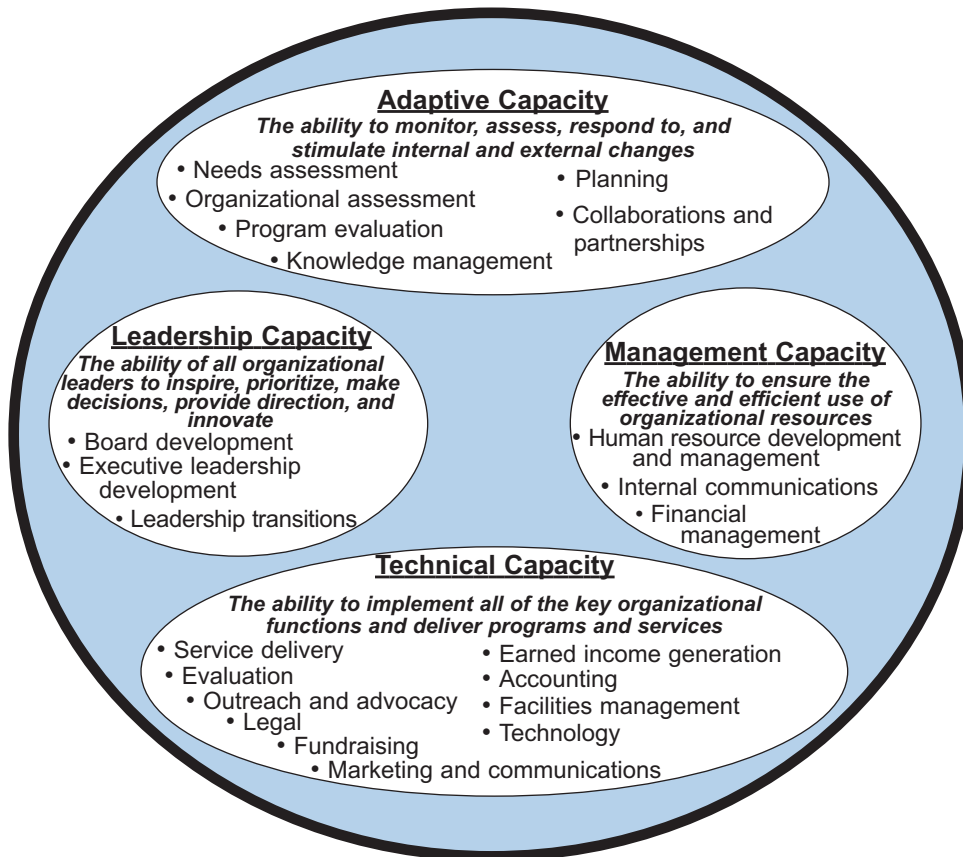 Adaptive Capacity
The ability to monitor, assess, respond to, and
stimulate internal and external changes
• Needs assessment
• Organizational assessment
• Program evaluation
• Knowledge management
• Planning
• Collaborations and
partnerships
Leadership Capacity
The ability of all organizational
leaders to inspire, prioritize, make
decisions, provide direction, and
innovate
• Board development
• Executive leadership
development
• Leadership transitions
Management Capacity
The ability to ensure the
effective and efficient use of
organizational resources
• Human resource development
and management
• Internal communications
• Financial
management
Technical Capacity
The ability to implement all of the key organizational
functions and deliver programs and services
• Service delivery
• Evaluation
• Outreach and advocacy
• Legal
• Fundraising
• Marketing and communications
• Earned income generation
• Accounting
• Facilities management
• Technology